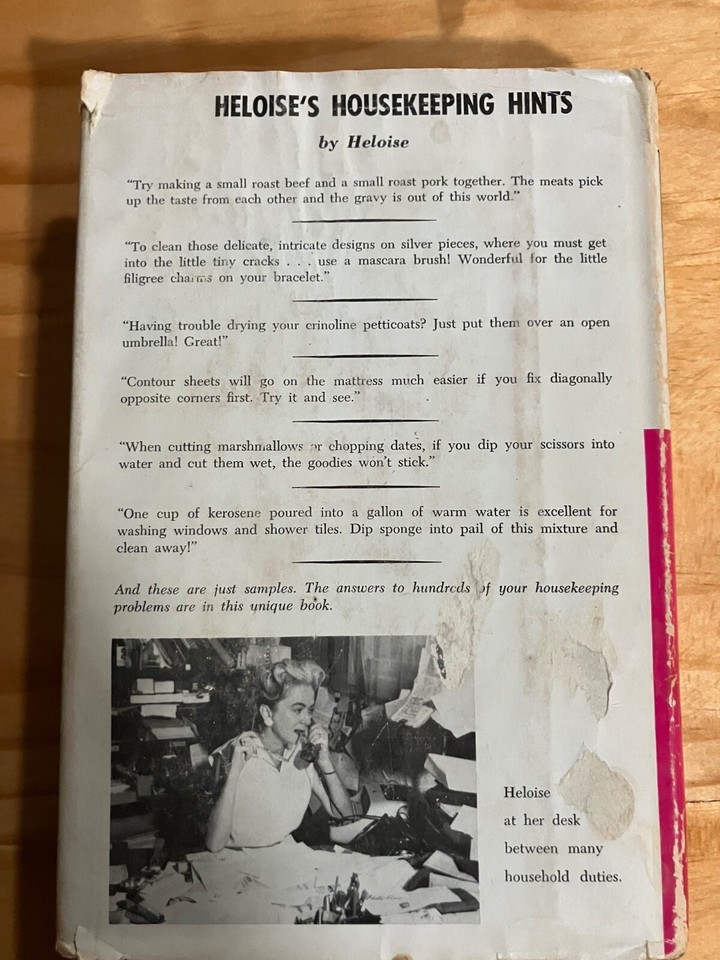 HELOISE'S HOUSEKEEPING HINTS
by Heloise
"Try making a small roast beef and a small roast pork together. The meats pick
up the taste from each other and the gravy is out of this world."
"To clean those delicate, intricate designs on silver pieces, where you must get
into the little tiny cracks . . . use a mascara brush! Wonderful for the little
filigree charms on your bracelet."
"Having trouble drying your crinoline petticoats? Just put them over an open
umbrella! Great!"
"Contour sheets will go on the mattress much easier if you fix diagonally
opposite corners first. Try it and see."
"When cutting marshmallows or chopping dates, if you dip your scissors into
water and cut them wet, the goodies won't stick."
"One cup of kerosene poured into a gallon of warm water is excellent for
washing windows and shower tiles. Dip sponge into pail of this mixture and
clean away!"
And these are just samples. The answers to hundreds of your housekeeping
problems are in this unique book.
Heloise
at her desk
between many
household duties.